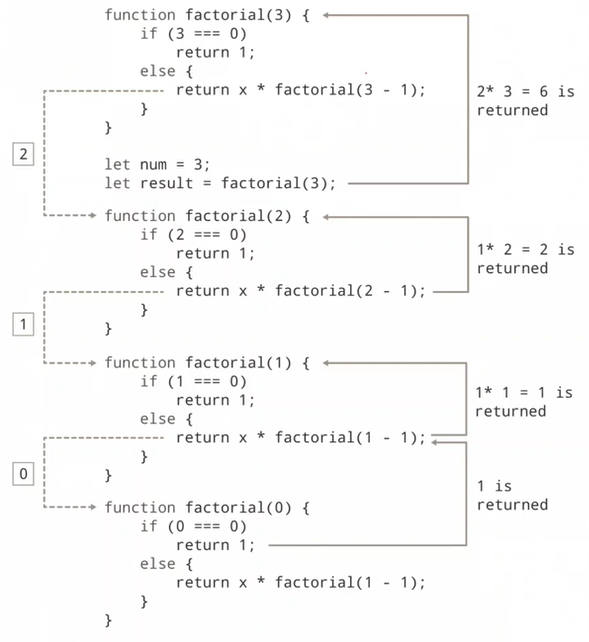 function factorial(3) {
if (3 === 0)
return 1;
else {
return x * factorial(3 - 1);
}
}
2* 3 = 6 is
returned
2
let num = 3;
let result = factorial(3);
function factorial(2) {
if (2 === 0)
return 1;
else {
return x * factorial(2 - 1);
}
}
1* 2 = 2 is
returned
1
function factorial(1) {
if (1 === 0)
return 1;
else {
return x * factorial(1 - 1);
}
}
1* 1 = 1 is
returned
0
1 is
returned
function factorial(0) {
if (0 === 0)
return 1;
else {
return x * factorial(1 - 1);
}
}